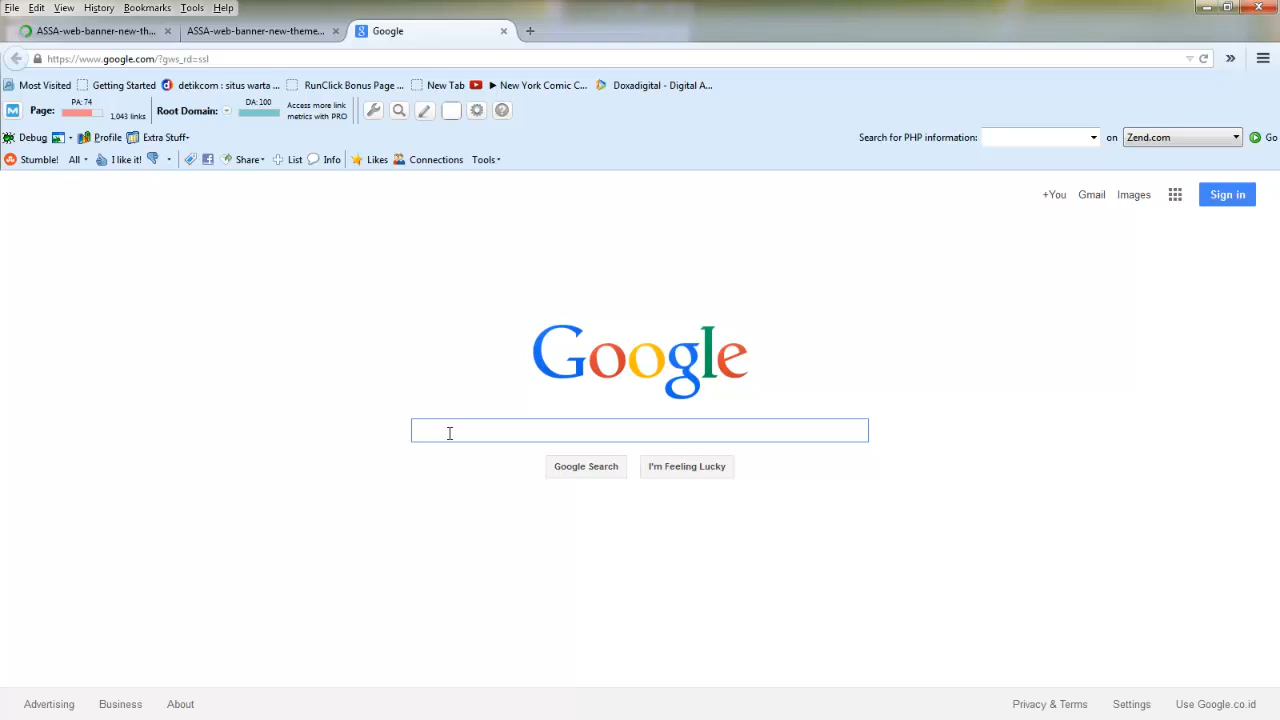 File Edit View History Bookmarks Tools Help
ASSA-web-banner-new-th... ASSA-web-banner-new-theme... Google
https://www.google.com/?gws_rd=ssl
Most Visited Getting Started detikcom : situs warta ... RunClick Bonus Page ... New Tab ► New York Comic C... Doxadigital - Digital A...
Page: PA: 74 1,043 links Root Domain: DA: 100 Access more link metrics with PRO
Debug Profile Extra Stuff Search for PHP information: on Zend.com Go
Stumble! All I like it! Share List Info Likes Connections Tools
+You Gmail Images Sign in
Google
Google Search I'm Feeling Lucky
Advertising Business About Privacy & Terms Settings Use Google.co.id